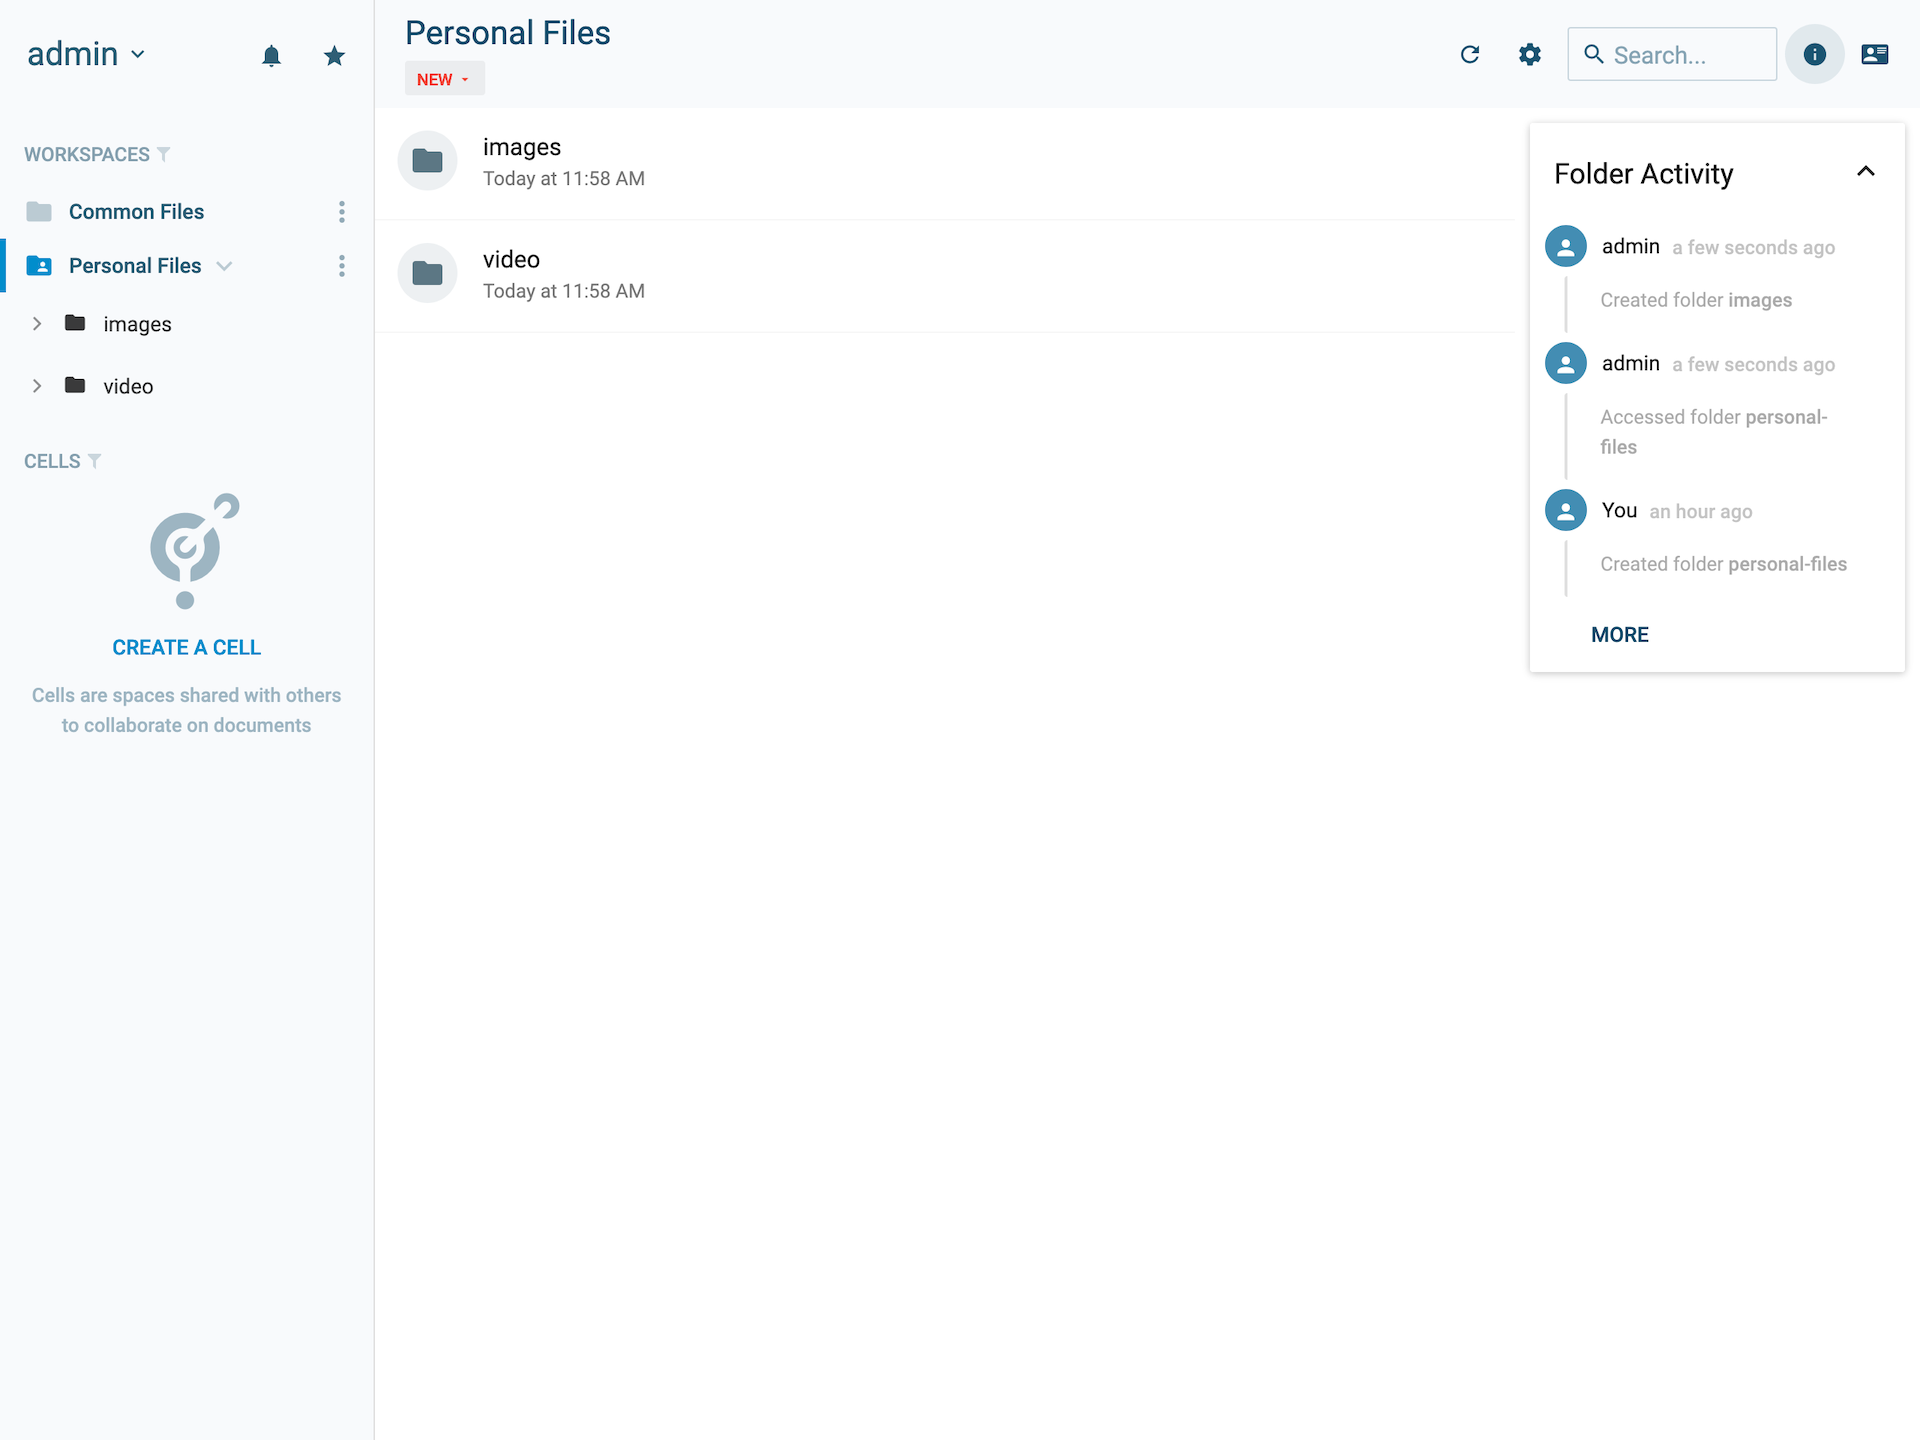 admin
WORKSPACES
Common Files
Personal Files
images
video
CELLS
CREATE A CELL
Cells are spaces shared with others
to collaborate on documents
Personal Files
NEW
Search...
images
Today at 11:58 AM
video
Today at 11:58 AM
Folder Activity
admin a few seconds ago
Created folder images
admin a few seconds ago
Accessed folder personal-
files
You an hour ago
Created folder personal-files
MORE